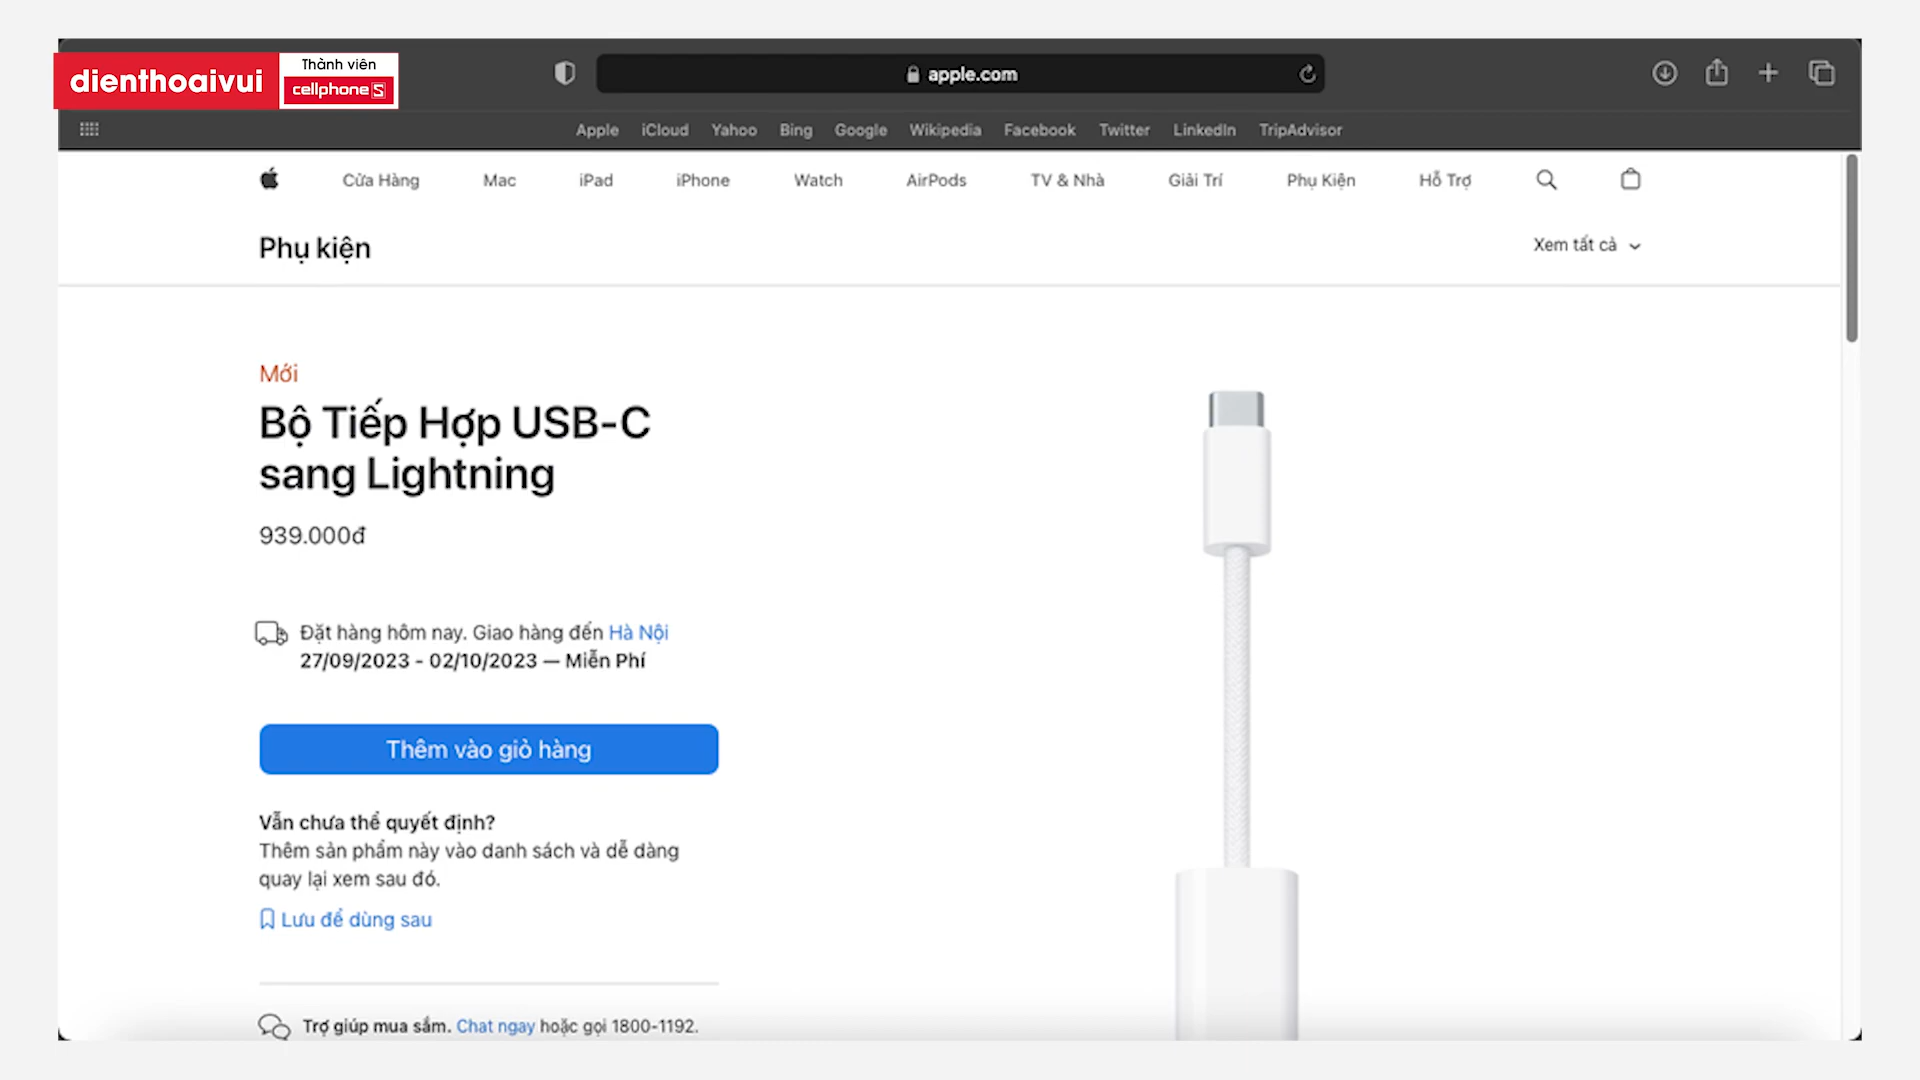 dienthoaivui
Thành viên
cellphoneS
apple.com
Apple iCloud Yahoo Bing Google Wikipedia Facebook Twitter LinkedIn TripAdvisor
Cửa Hàng Mac iPad iPhone Watch AirPods TV & Nhà Giải Trí Phụ Kiện Hỗ Trợ
Phụ kiện
Xem tất cả
Mới
Bộ Tiếp Hợp USB-C
sang Lightning
939.000đ
Đặt hàng hôm nay. Giao hàng đến Hà Nội
27/09/2023 - 02/10/2023 — Miễn Phí
Thêm vào giỏ hàng
Vẫn chưa thể quyết định?
Thêm sản phẩm này vào danh sách và dễ dàng
quay lại xem sau đó.
Lưu để dùng sau
Trợ giúp mua sắm. Chat ngay hoặc gọi 1800-1192.